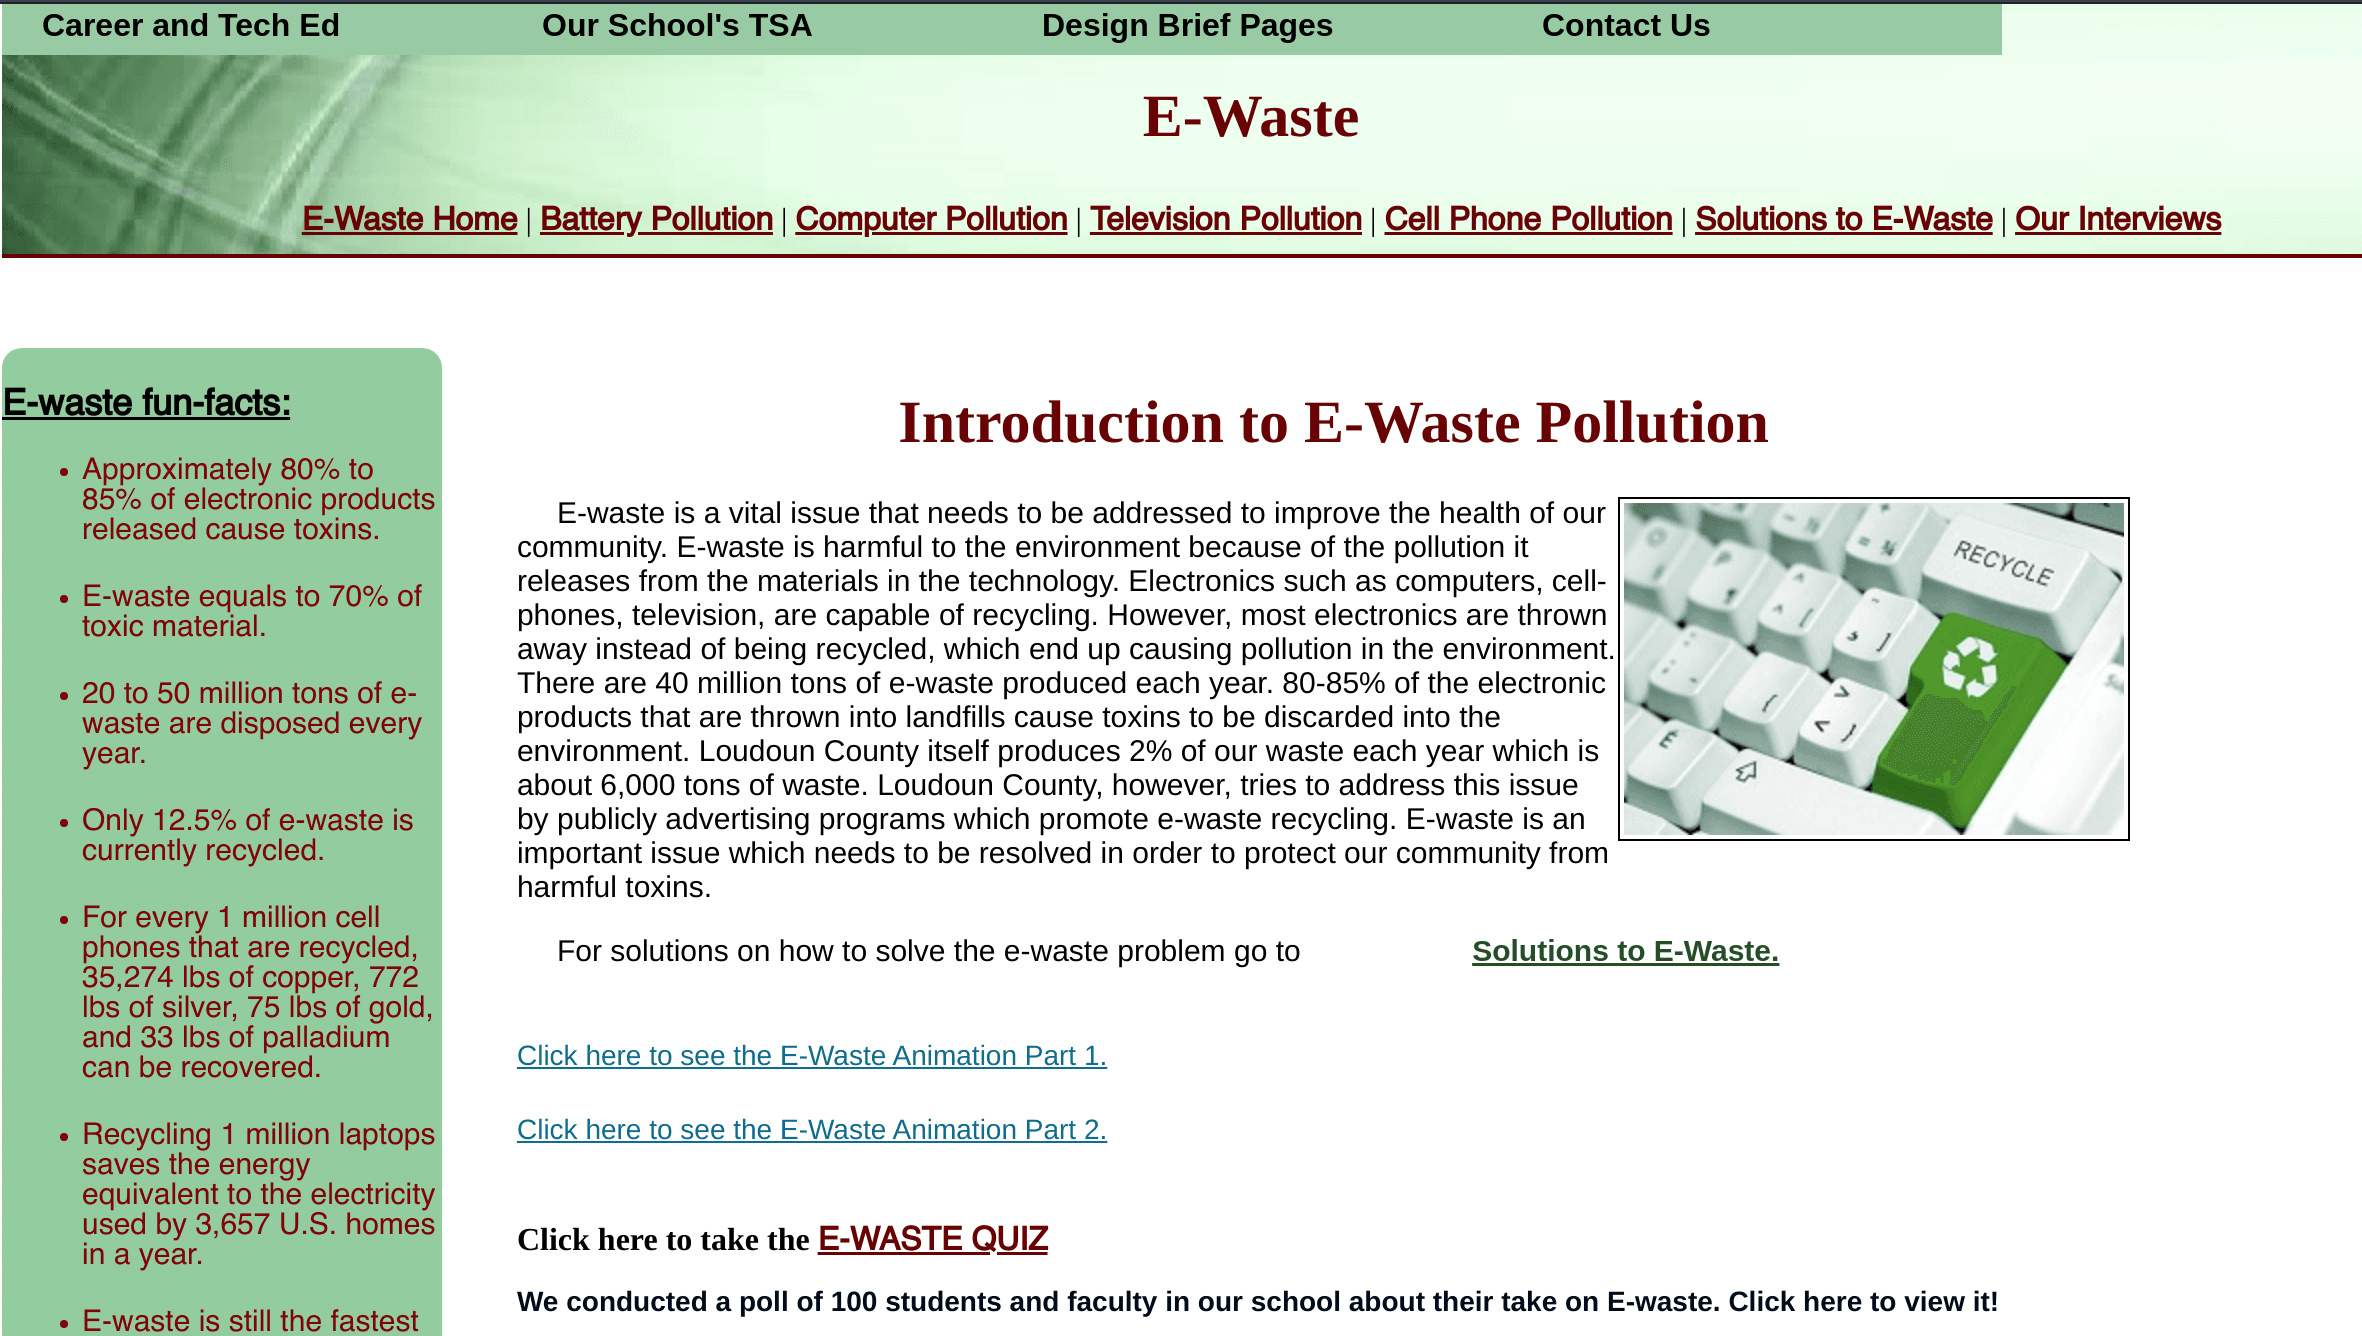 Career and Tech Ed Our School's TSA Design Brief Pages Contact Us
E-Waste
E-Waste Home | Battery Pollution | Computer Pollution | Television Pollution | Cell Phone Pollution | Solutions to E-Waste | Our Interviews
E-waste fun-facts:
• Approximately 80% to
85% of electronic products
released cause toxins.
• E-waste equals to 70% of
toxic material.
• 20 to 50 million tons of e-
waste are disposed every
year.
• Only 12.5% of e-waste is
currently recycled.
• For every 1 million cell
phones that are recycled,
35,274 lbs of copper, 772
lbs of silver, 75 lbs of gold,
and 33 lbs of palladium
can be recovered.
• Recycling 1 million laptops
saves the energy
equivalent to the electricity
used by 3,657 U.S. homes
in a year.
• E-waste is still the fastest
Introduction to E-Waste Pollution
E-waste is a vital issue that needs to be addressed to improve the health of our
community. E-waste is harmful to the environment because of the pollution it
releases from the materials in the technology. Electronics such as computers, cell-
phones, television, are capable of recycling. However, most electronics are thrown
away instead of being recycled, which end up causing pollution in the environment.
There are 40 million tons of e-waste produced each year. 80-85% of the electronic
products that are thrown into landfills cause toxins to be discarded into the
environment. Loudoun County itself produces 2% of our waste each year which is
about 6,000 tons of waste. Loudoun County, however, tries to address this issue
by publicly advertising programs which promote e-waste recycling. E-waste is an
important issue which needs to be resolved in order to protect our community from
harmful toxins.
RECYCLE
For solutions on how to solve the e-waste problem go to Solutions to E-Waste.
Click here to see the E-Waste Animation Part 1.
Click here to see the E-Waste Animation Part 2.
Click here to take the E-WASTE QUIZ
We conducted a poll of 100 students and faculty in our school about their take on E-waste. Click here to view it!